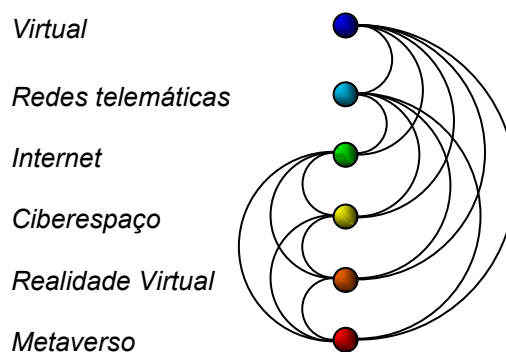 Virtual
Redes telemáticas
Internet
Ciberespaço
Realidade Virtual
Metaverso